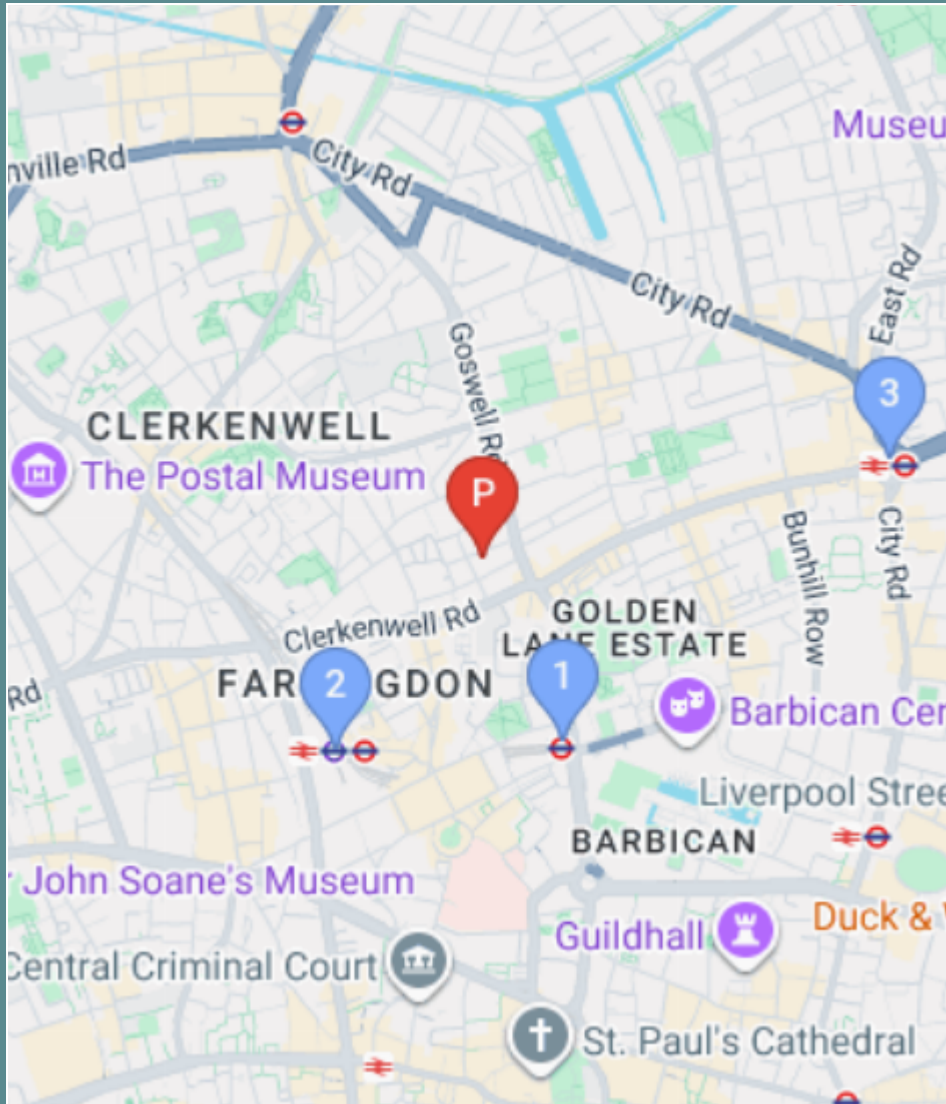 Museu
nville Rd
City Rd
City Rd
East Rd
Goswell Rd
3
CLERKENWELL
The Postal Museum
P
City Rd
Bunhill Row
Clerkenwell Rd
GOLDEN
LANE ESTATE
Rd
FAR GDON
2
1
Barbican Cer
Liverpool Stree
BARBICAN
John Soane's Museum
Guildhall
Duck &
Central Criminal Court
St. Paul's Cathedral